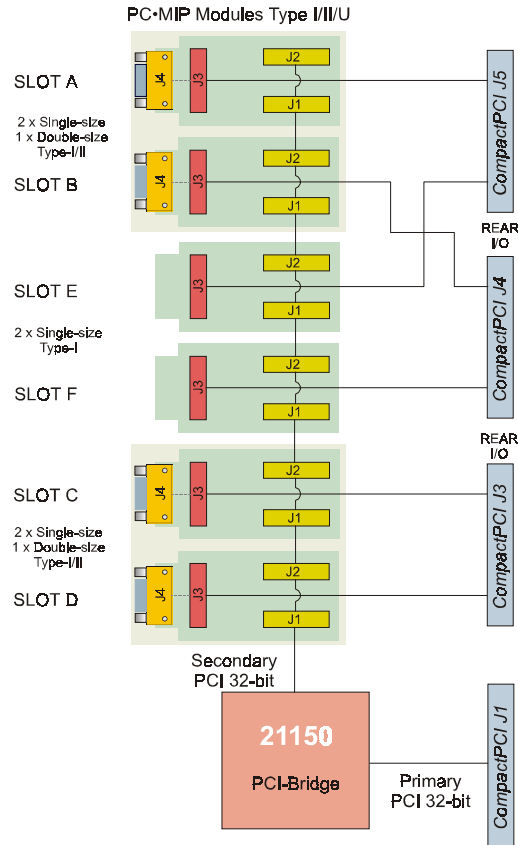 PC•MIP Modules Type I/II/U
SLOT A
2 x Single-size
1 x Double-size
Type-I/II
J4
J3
J2
J1
CompactPCI J5
SLOT B
J4
J3
J2
J1
REAR
I/O
SLOT E
2 x Single-size
Type-I
J3
J2
J1
CompactPCI J4
SLOT F
J3
J2
J1
REAR
I/O
SLOT C
2 x Single-size
1 x Double-size
Type-I/II
J4
J3
J2
J1
CompactPCI J3
SLOT D
J4
J3
J2
J1
Secondary
PCI 32-bit
21150
PCI-Bridge
Primary
PCI 32-bit
CompactPCI J1